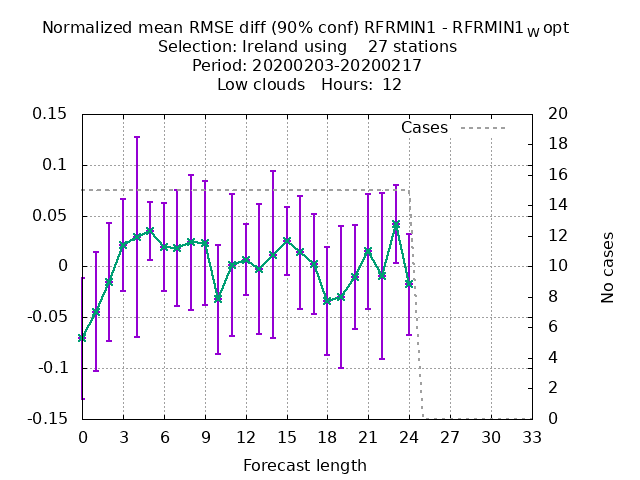 Normalized mean RMSE diff (90% conf) RFRMIN1 - RFRMIN1W opt
Selection: Ireland using 27 stations
Period: 20200203-20200217
Low clouds Hours: 12
Cases
0.15
0.1
0.05
0
-0.05
-0.1
-0.15
20
18
16
14
12
10
8
6
4
2
0
No cases
0 3 6 9 12 15 18 21 24 27 30 33
Forecast length